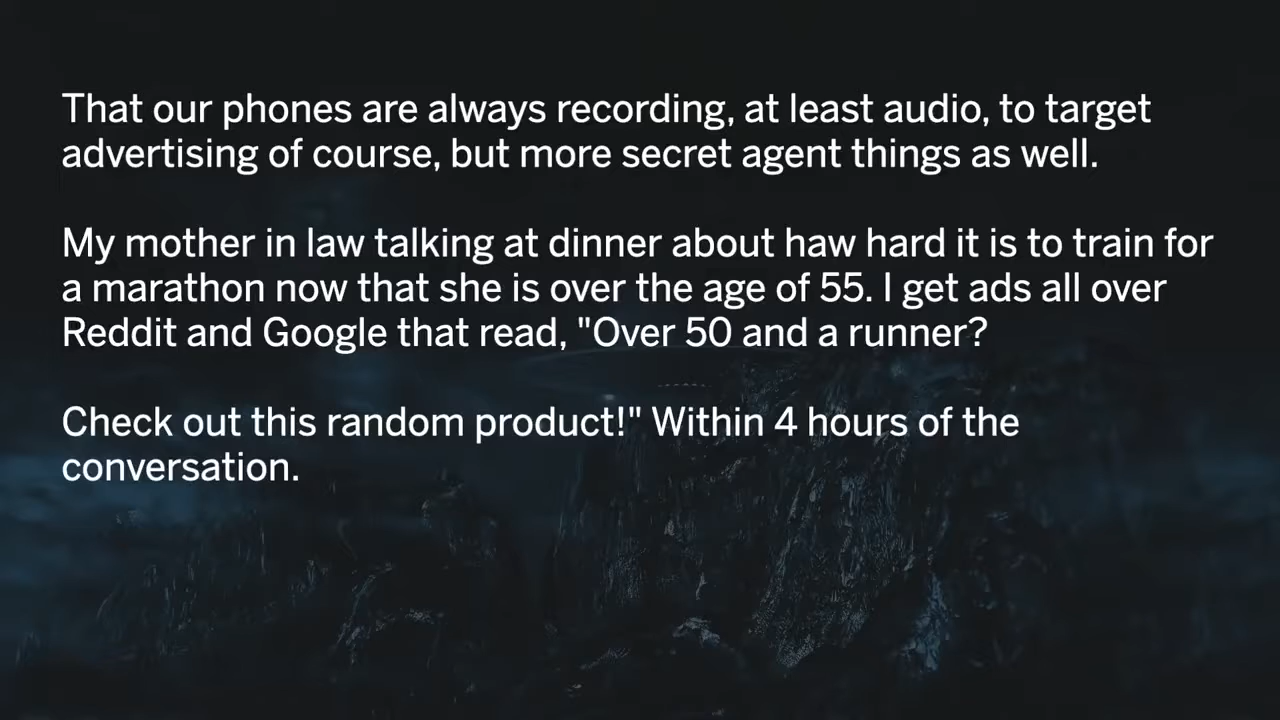 That our phones are always recording, at least audio, to target
advertising of course, but more secret agent things as well.
My mother in law talking at dinner about haw hard it is to train for
a marathon now that she is over the age of 55. I get ads all over
Reddit and Google that read, "Over 50 and a runner?
Check out this random product!" Within 4 hours of the
conversation.